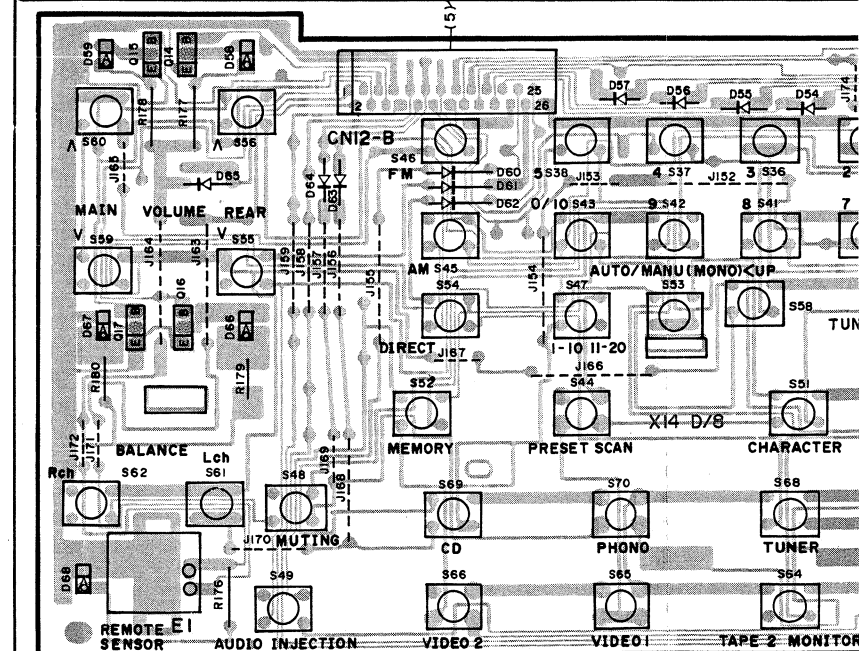 (5)
D59 Q15 B E Q14 B E D58
1 25
2 26
D57 D56 D55 D54 J174
S60 R178 R177 S56
CN12-B
J165
S46
FM
D60
D61
D62
5 S38 J153 4 S37 J152 3 S36 2
D65 D64 D63
MAIN VOLUME REAR
0/10 S43 9 S42 8 S41 7
S59 J164 J163 S55
J159 J158 J157 J156 J155
AM S45 J154 AUTO/MANU(MONO)<UP
S54 S47 S53 S58
D67 Q17 B E Q16 B E D66
TUN
DIRECT J167 1-10 11-20
J166
R180 R179
S52 S44 S51
X14 D/8
J172 J171 BALANCE
MEMORY PRESET SCAN CHARACTER
Rch S62 Lch S61 S48 J169 J168
S69 S70 S68
J170 MUTING
CD PHONO TUNER
D68 R176 S49 S66 S65 S64
E1
REMOTE SENSOR
AUDIO INJECTION VIDEO 2 VIDEO 1 TAPE 2 MONITOR